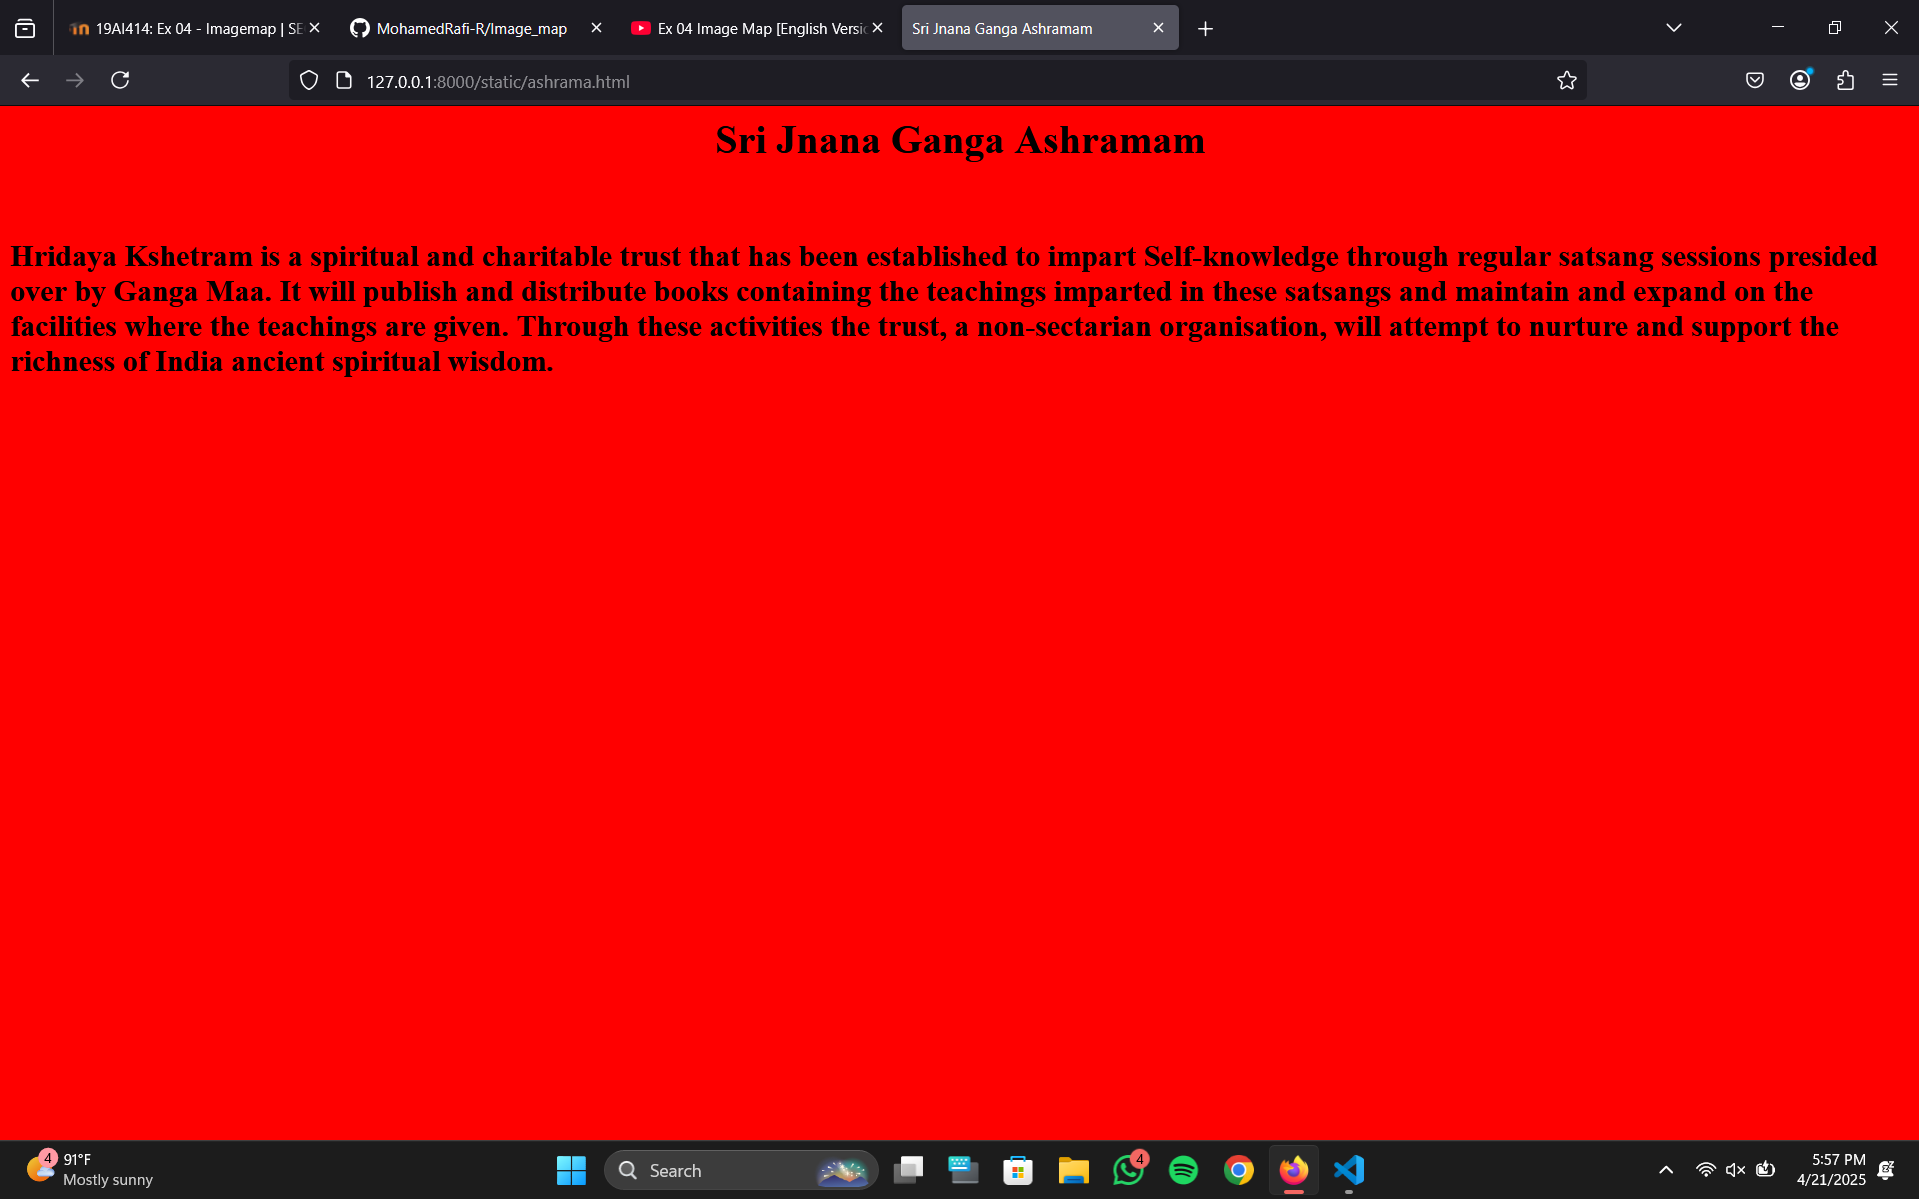 19AI414: Ex 04 - Imagemap | SE
MohamedRafi-R/Image_map
Ex 04 Image Map [English Versio
Sri Jnana Ganga Ashramam
127.0.0.1:8000/static/ashrama.html
Sri Jnana Ganga Ashramam
Hridaya Kshetram is a spiritual and charitable trust that has been established to impart Self-knowledge through regular satsang sessions presided
over by Ganga Maa. It will publish and distribute books containing the teachings imparted in these satsangs and maintain and expand on the
facilities where the teachings are given. Through these activities the trust, a non-sectarian organisation, will attempt to nurture and support the
richness of India ancient spiritual wisdom.
4
91°F
Mostly sunny
Search
4
5:57 PM
4/21/2025